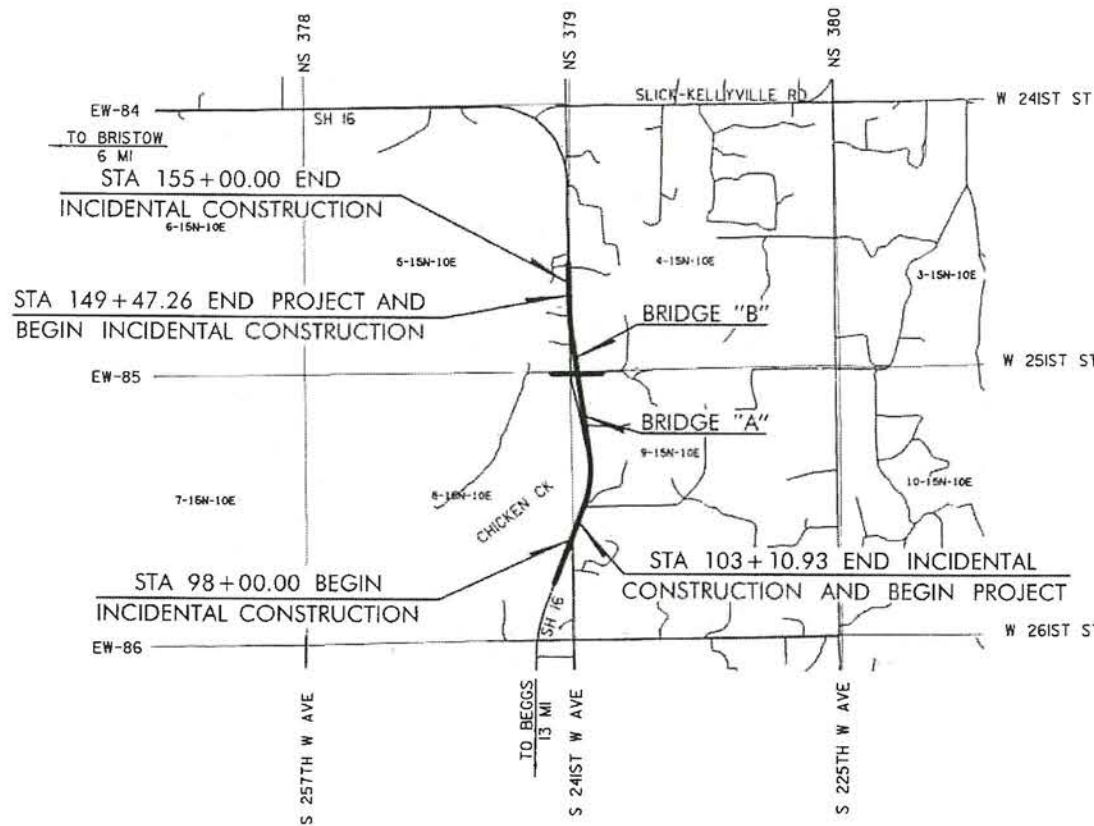 NS 378
NS 379
NS 380
EW-84
SH 16
SLICK-KELLYVILLE RD
W 241ST ST
TO BRISTOW
6 MI
STA 155+00.00 END
INCIDENTAL CONSTRUCTION
6-15N-10E
5-15N-10E
4-15N-10E
3-15N-10E
STA 149+47.26 END PROJECT AND
BEGIN INCIDENTAL CONSTRUCTION
BRIDGE "B"
EW-85
W 251ST ST
BRIDGE "A"
9-15N-10E
7-15N-10E
8-15N-10E
10-15N-10E
CHICKEN CK
STA 98+00.00 BEGIN
INCIDENTAL CONSTRUCTION
STA 103+10.93 END INCIDENTAL
CONSTRUCTION AND BEGIN PROJECT
SH 16
EW-86
W 261ST ST
TO BEGGS
13 MI
S 257TH W AVE
S 241ST W AVE
S 225TH W AVE